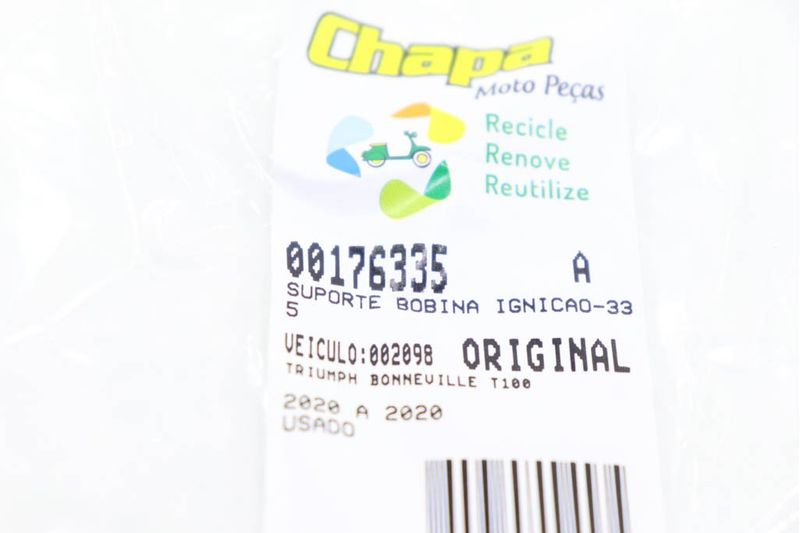 Chapa
Moto Peças
Recicle
Renove
Reutilize
00176335 A
SUPORTE BOBINA IGNICAO-33
5
VEICULO:002098 ORIGINAL
TRIUMPH BONNEVILLE T100
2020 A 2020
USADO